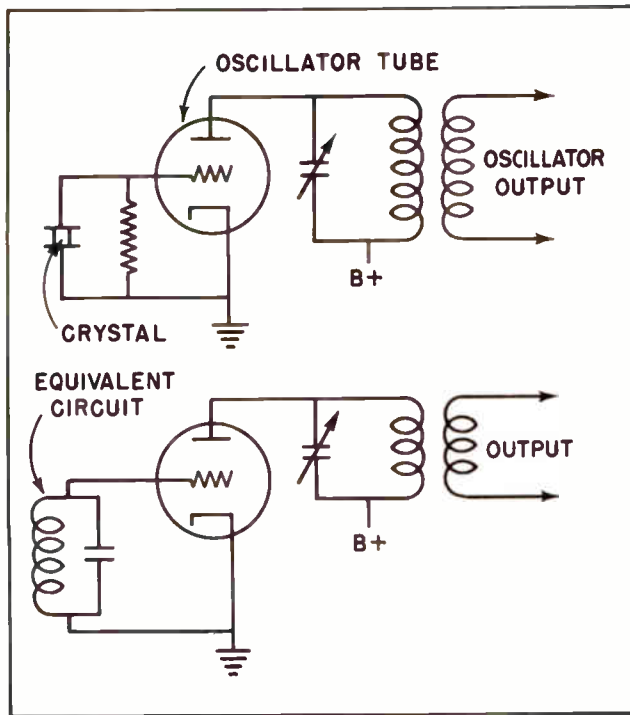 OSCILLATOR TUBE
OSCILLATOR
OUTPUT
B+
CRYSTAL
EQUIVALENT
CIRCUIT
OUTPUT
B+